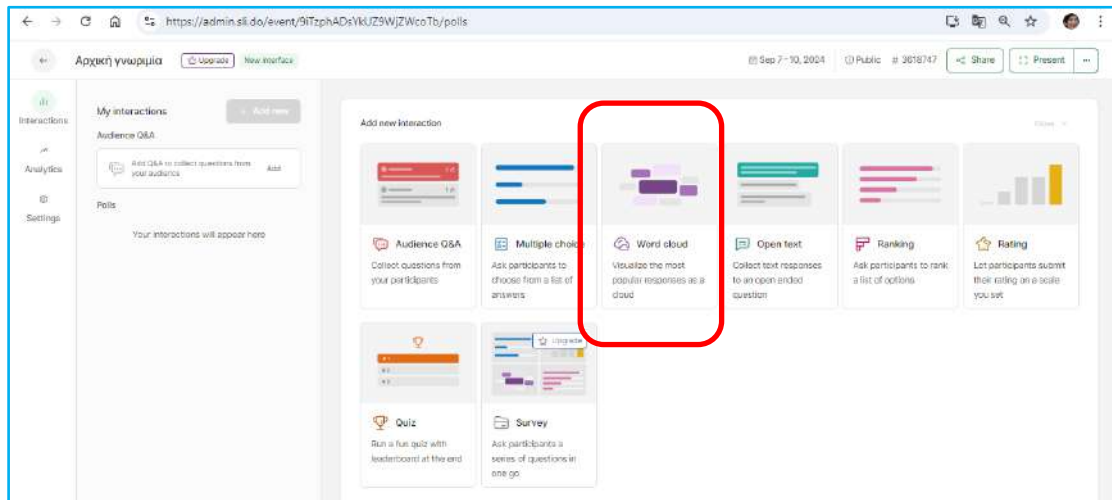 https://admin.sli.do/event/9iTzphADsYkUZ9WjZWcoTb/polls
Αρχική γνωριμία
Upgrade
New interface
Sep 7-10, 2024
Public
# 3618747
Share
Present
Interactions
Analytics
Settings
My interactions
+ Add new
Audience Q&A
Add Q&A to collect questions from
your audience
Add
Polls
Your interactions will appear here
Add new interaction
Audience Q&A
Collect questions from
your participants
Multiple choice
Ask participants to
choose from a list of
answers
Word cloud
Visualize the most
popular responses as a
cloud
Open text
Collect text responses
to an open ended
question
Ranking
Ask participants to rank
a list of options
Rating
Let participants submit
their rating on a scale
you set
Quiz
Run a fun quiz with
leaderboard at the end
Upgrade
Survey
Ask participants a
series of questions in
one go